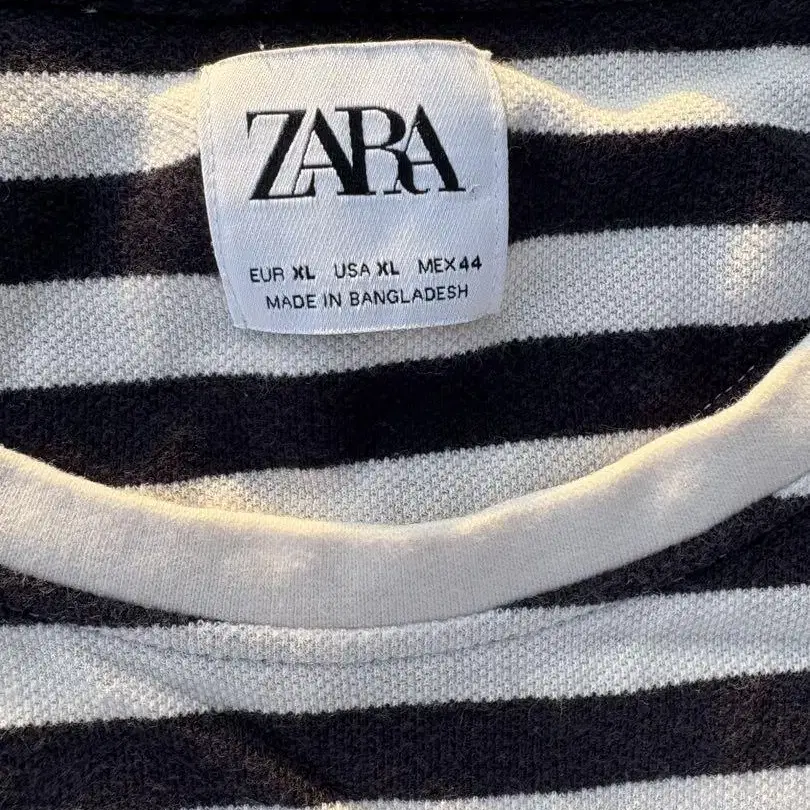 ZARA
EUR XL USA XL MEX 44
MADE IN BANGLADESH